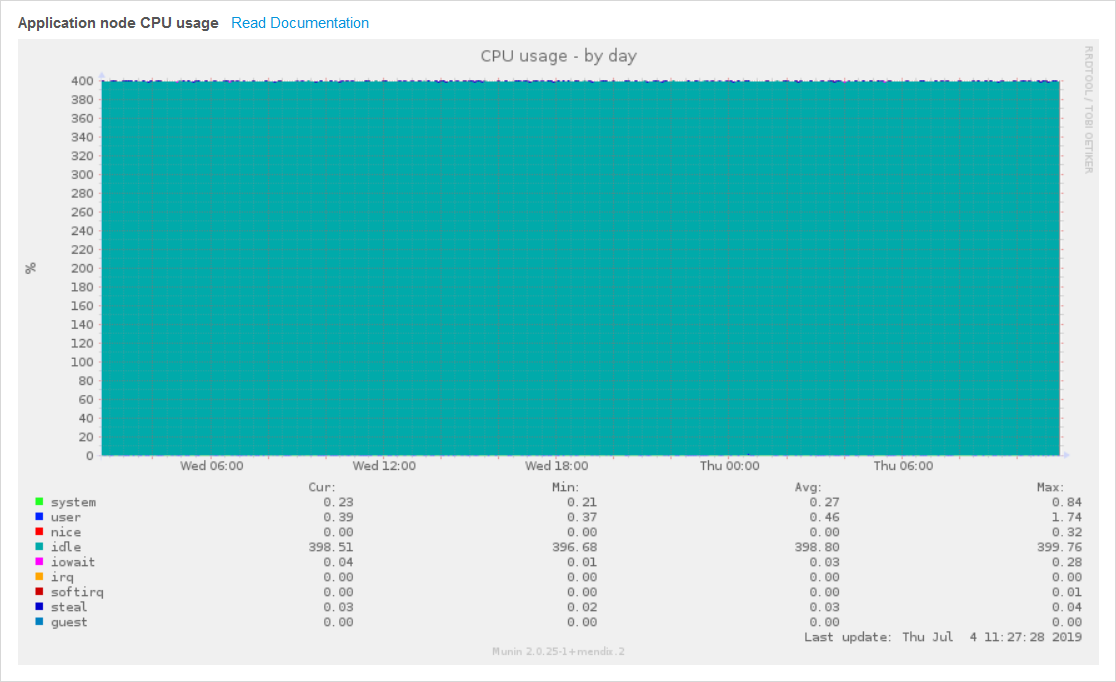 Application node CPU usage Read Documentation
CPU usage - by day
RRDTOOL / TOBI OETIKER
400
380
360
340
320
300
280
260
240
220
200
180
160
140
120
100
80
60
40
20
0
%
Wed 06:00 Wed 12:00 Wed 18:00 Thu 00:00 Thu 06:00
Cur: Min: Avg: Max:
system 0.23 0.21 0.27 0.84
user 0.39 0.37 0.46 1.74
nice 0.00 0.00 0.00 0.32
idle 398.51 396.68 398.80 399.76
iowait 0.04 0.01 0.03 0.28
irq 0.00 0.00 0.00 0.00
softirq 0.00 0.00 0.00 0.01
steal 0.03 0.02 0.03 0.04
guest 0.00 0.00 0.00 0.00
Last update: Thu Jul 4 11:27:28 2019
Munin 2.0.25-1+mendix.2